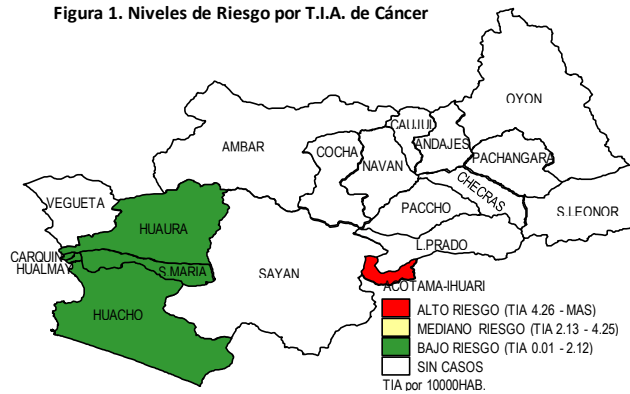 Figura 1. Niveles de Riesgo por T.I.A. de Cáncer
OYON
CAUJUL
ANDAJES
AMBAR
COCHA
NAVAN
PACHANGARA
CHECRAS
VEGUETA
PACCHO
S.LEONOR
HUAURA
L.PRADO
CARQUIN
HUALMAY
S.MARIA
SAYAN
ACOTAMA-IHUARI
HUACHO
ALTO RIESGO (TIA 4.26 - MAS)
MEDIANO RIESGO (TIA 2.13 - 4.25)
BAJO RIESGO (TIA 0.01 - 2.12)
SIN CASOS
TIA por 10000HAB.